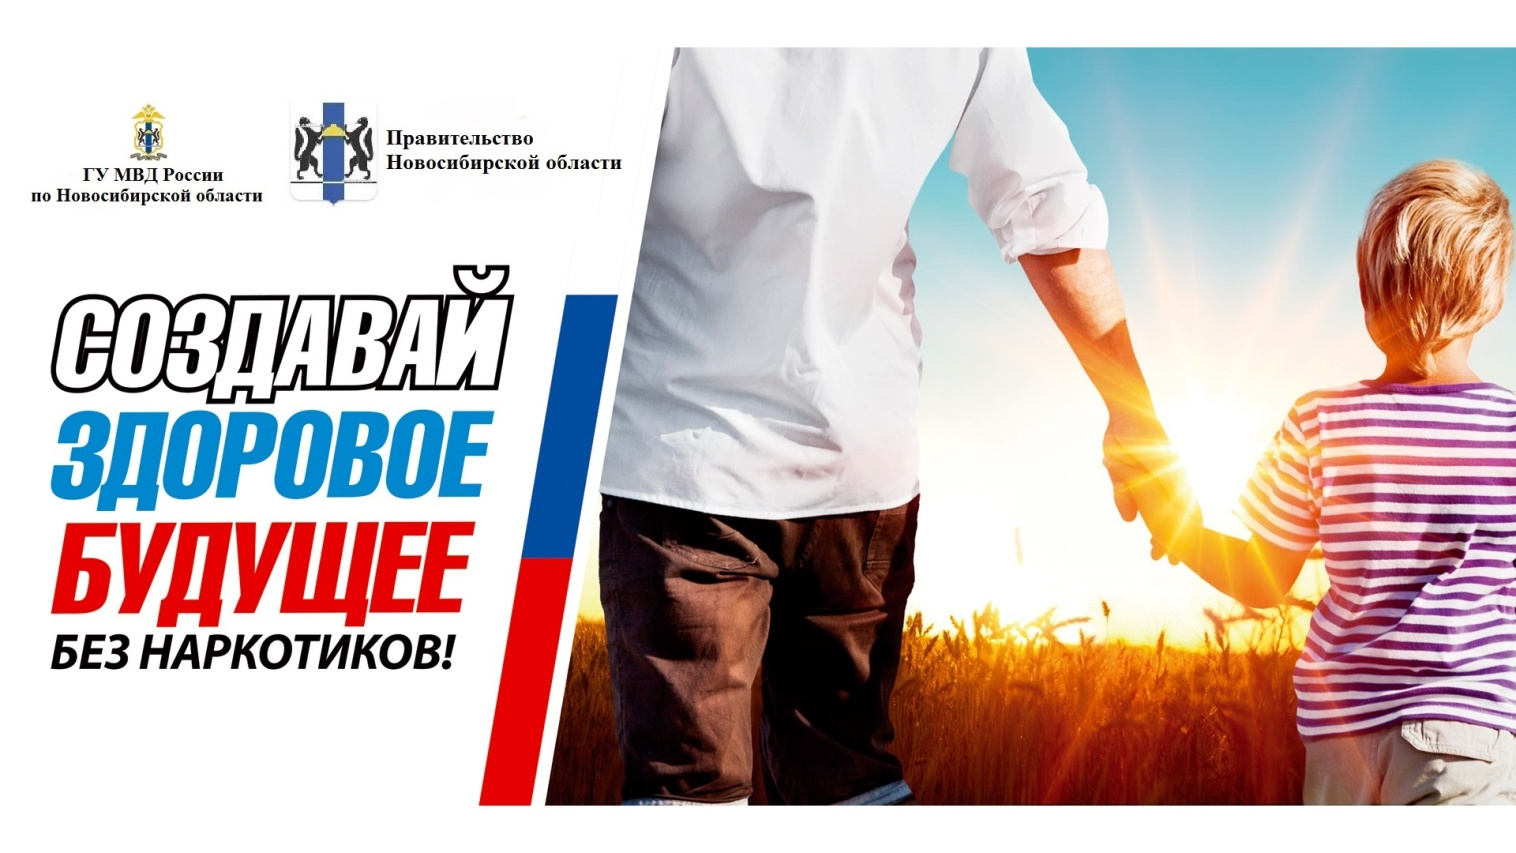 ГУ МВД России
по Новосибирской области
Правительство
Новосибирской области
СОЗДАВАЙ
ЗДОРОВОЕ
БУДУЩЕЕ
БЕЗ НАРКОТИКОВ!